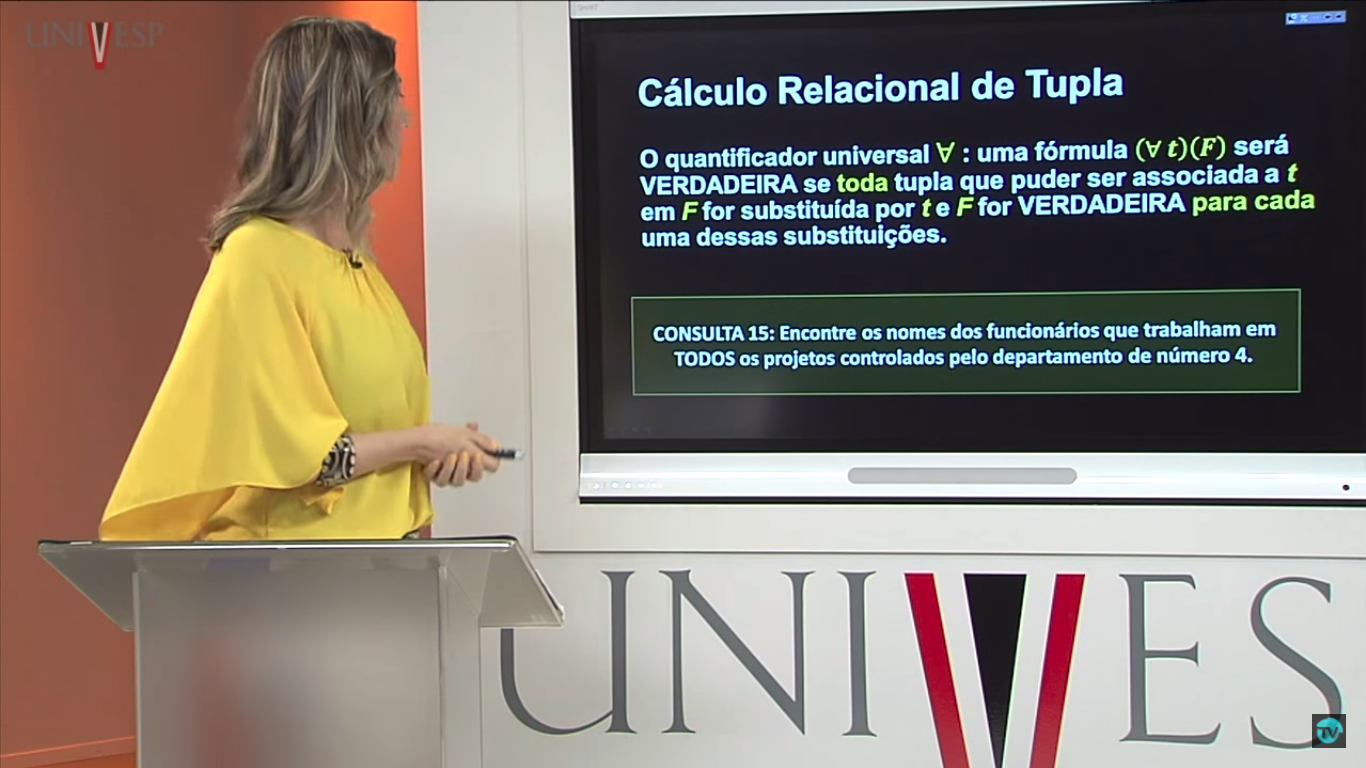 UNIVESP
SMART
Cálculo Relacional de Tupla
O quantificador universal ∀ : uma fórmula (∀ t)(F) será
VERDADEIRA se toda tupla que puder ser associada a t
em F for substituída por t e F for VERDADEIRA para cada
uma dessas substituições.
CONSULTA 15: Encontre os nomes dos funcionários que trabalham em
TODOS os projetos controlados pelo departamento de número 4.
UNIVES
TV